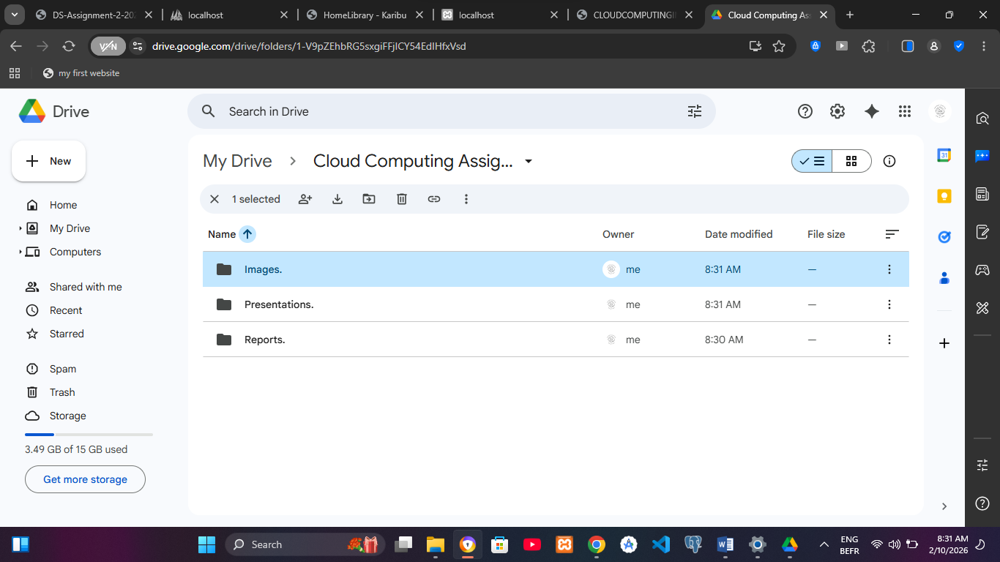 DS-Assignment-2-202
localhost
HomeLibrary - Karibu
localhost
CLOUDCOMPUTINGI
Cloud Computing As
VPN
drive.google.com/drive/folders/1-V9pZEhbRG5sxgiFFjICY54EdIHfxVsd
my first website
Drive
Search in Drive
New
My Drive
Cloud Computing Assig...
1 selected
Home
My Drive
Computers
Shared with me
Recent
Starred
Spam
Trash
Storage
3.49 GB of 15 GB used
Get more storage
Name Owner Date modified File size
Images. me 8:31 AM —
Presentations. me 8:31 AM —
Reports. me 8:30 AM —
31
Search
ENG
BEFR
8:31 AM
2/10/2026